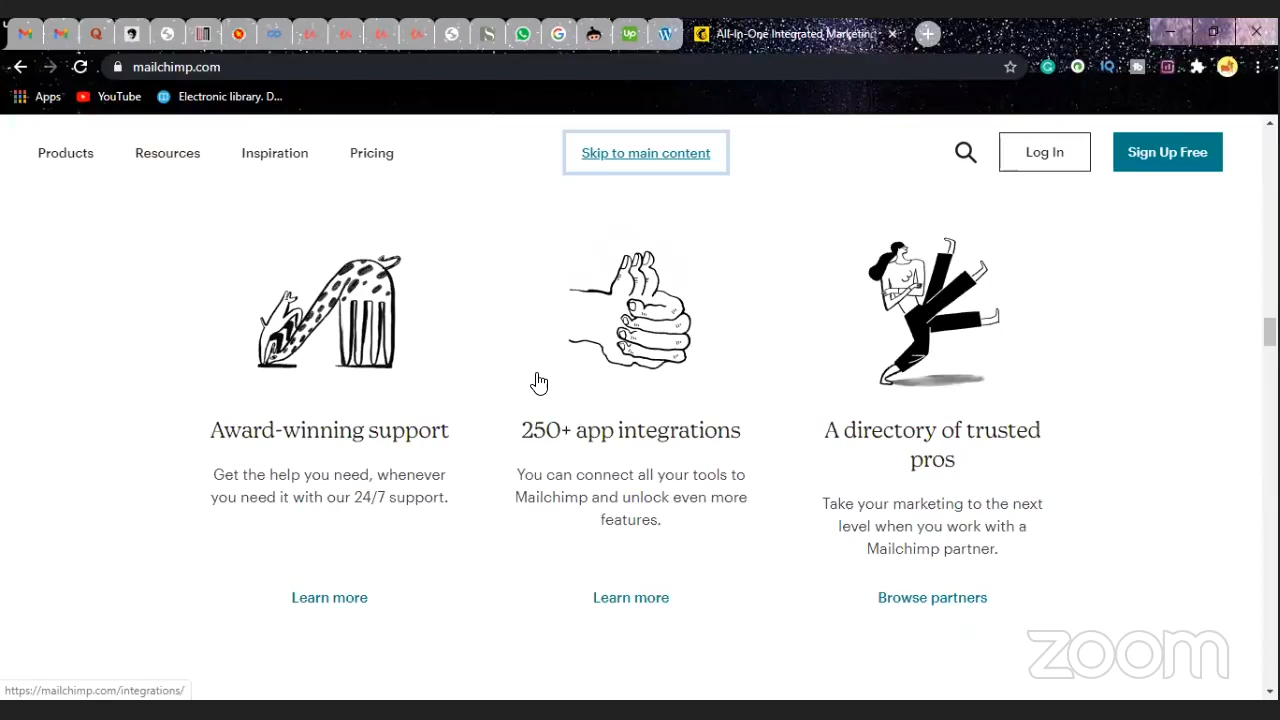 All-In-One Integrated Marketing
mailchimp.com
Apps YouTube Electronic library. D...
Products Resources Inspiration Pricing Skip to main content Log In Sign Up Free
Award-winning support
Get the help you need, whenever
you need it with our 24/7 support.
Learn more
250+ app integrations
You can connect all your tools to
Mailchimp and unlock even more
features.
Learn more
A directory of trusted
pros
Take your marketing to the next
level when you work with a
Mailchimp partner.
Browse partners
zoom
https://mailchimp.com/integrations/